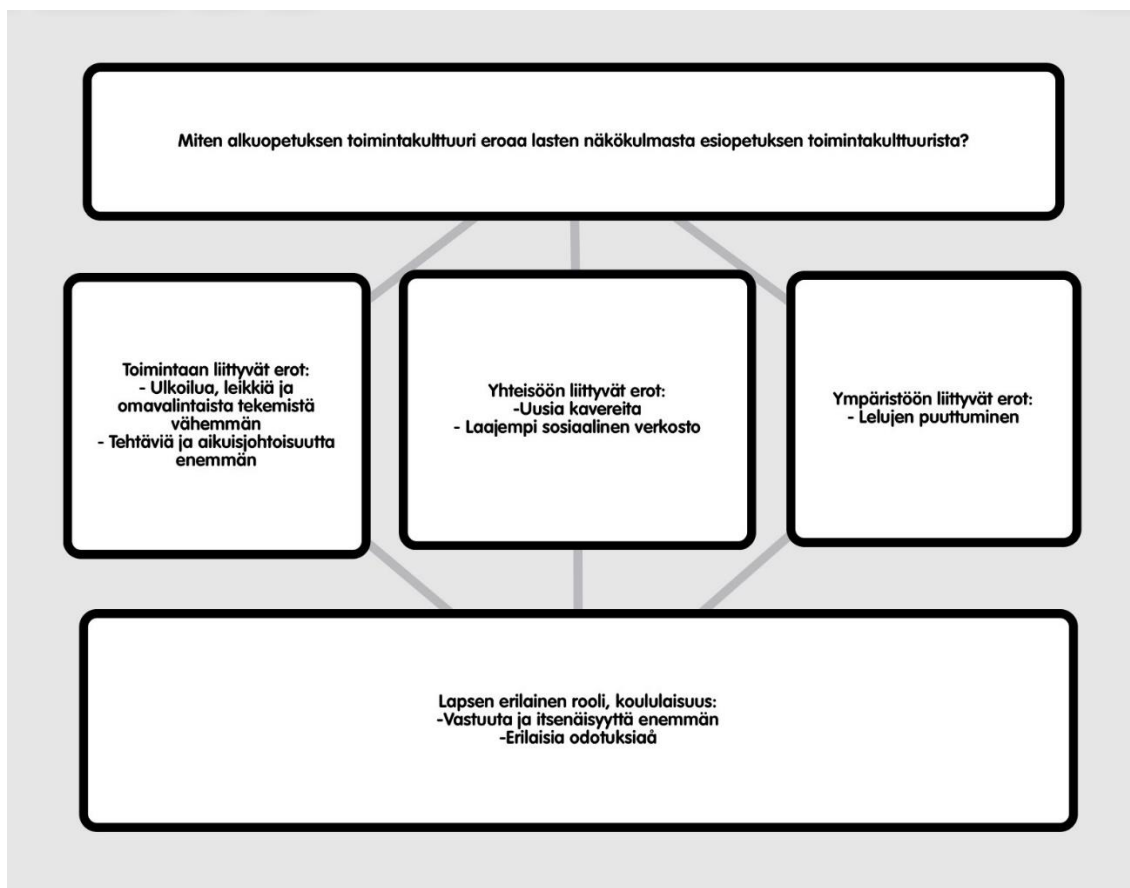 Miten alkuopetuksen toimintakulttuuri eroaa lasten näkökulmasta esiopetuksen toimintakulttuurista?
Toimintaan liittyvät erot:
- Ulkoilua, leikkiä ja
omavalintaista tekemistä
vähemmän
- Tehtäviä ja aikuisjohtoisuutta
enemmän
Yhteisöön liittyvät erot:
-Uusia kavereita
- Laajempi sosiaalinen verkosto
Ympäristöön liittyvät erot:
- Lelujen puuttuminen
Lapsen erilainen rooli, koululaisuus:
-Vastuuta ja itsenäisyyttä enemmän
-Erilaisia odotuksiaå